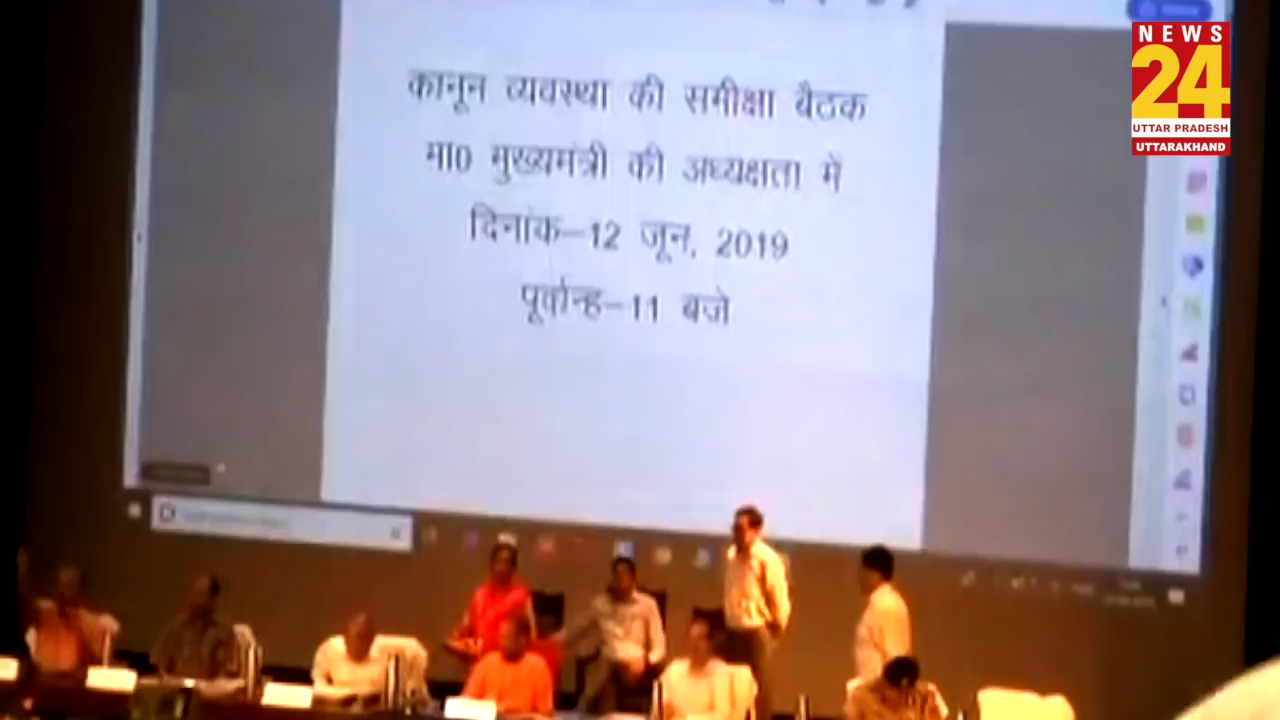 NEWS
24
UTTAR PRADESH
UTTARAKHAND
कानून व्यवस्था की समीक्षा बैठक
मा0 मुख्यमंत्री की अध्यक्षता में
दिनांक-12 जून, 2019
पूर्वान्ह-11 बजे